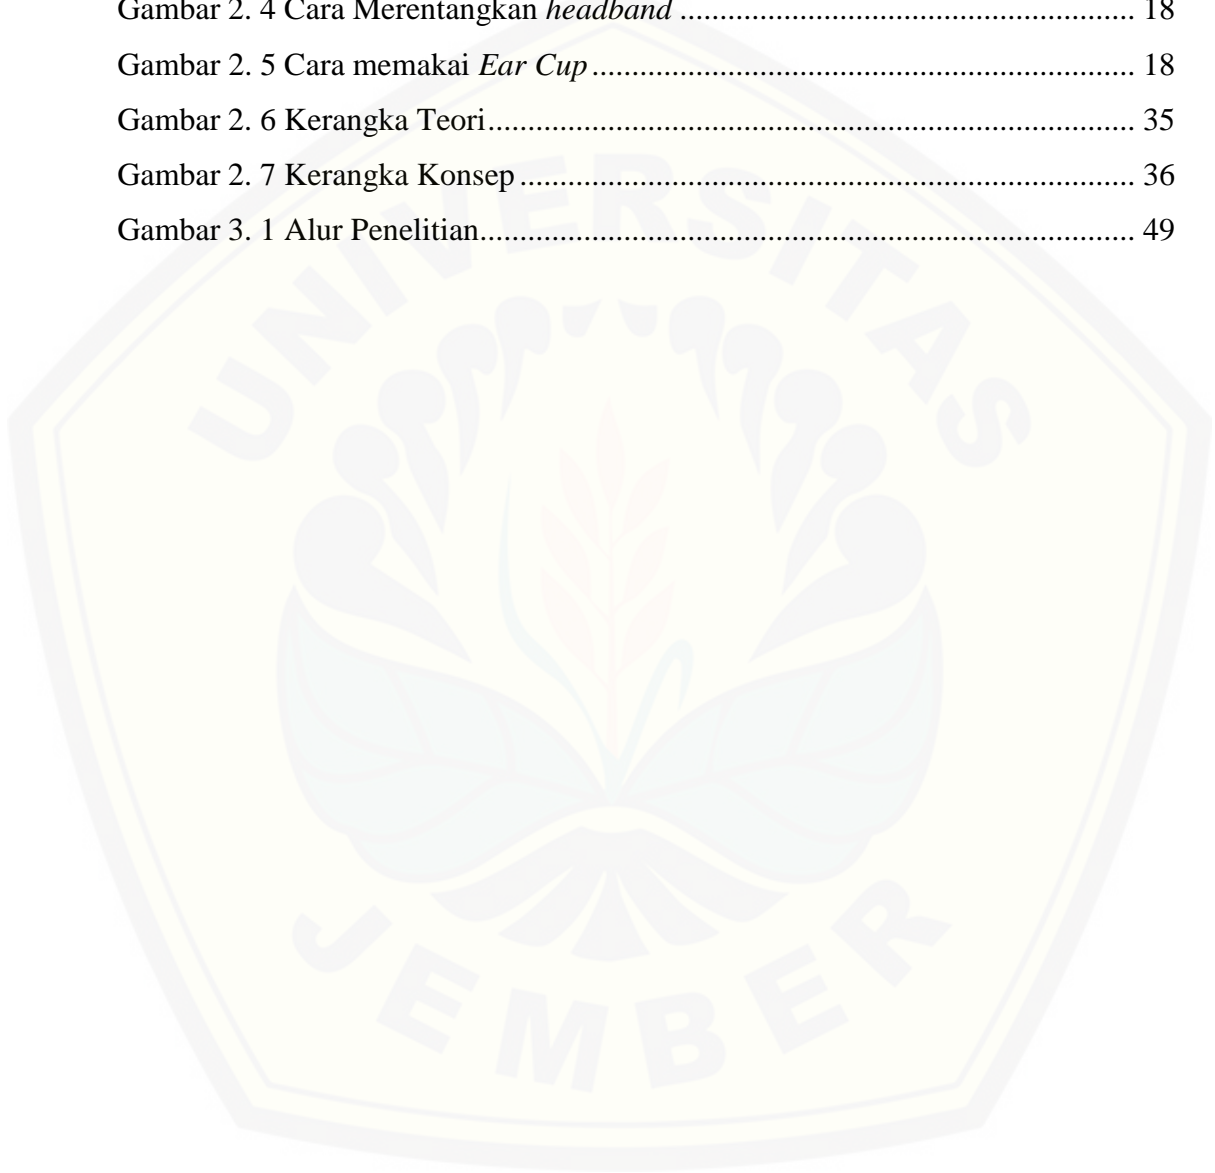 Gambar 2. 4 Cara Merentangkan headband ........................................................... 18
Gambar 2. 5 Cara memakai Ear Cup ..................................................................... 18
Gambar 2. 6 Kerangka Teori.................................................................................. 35
Gambar 2. 7 Kerangka Konsep .............................................................................. 36
Gambar 3. 1 Alur Penelitian................................................................................... 49
UNIVERSITAS
JEMBER